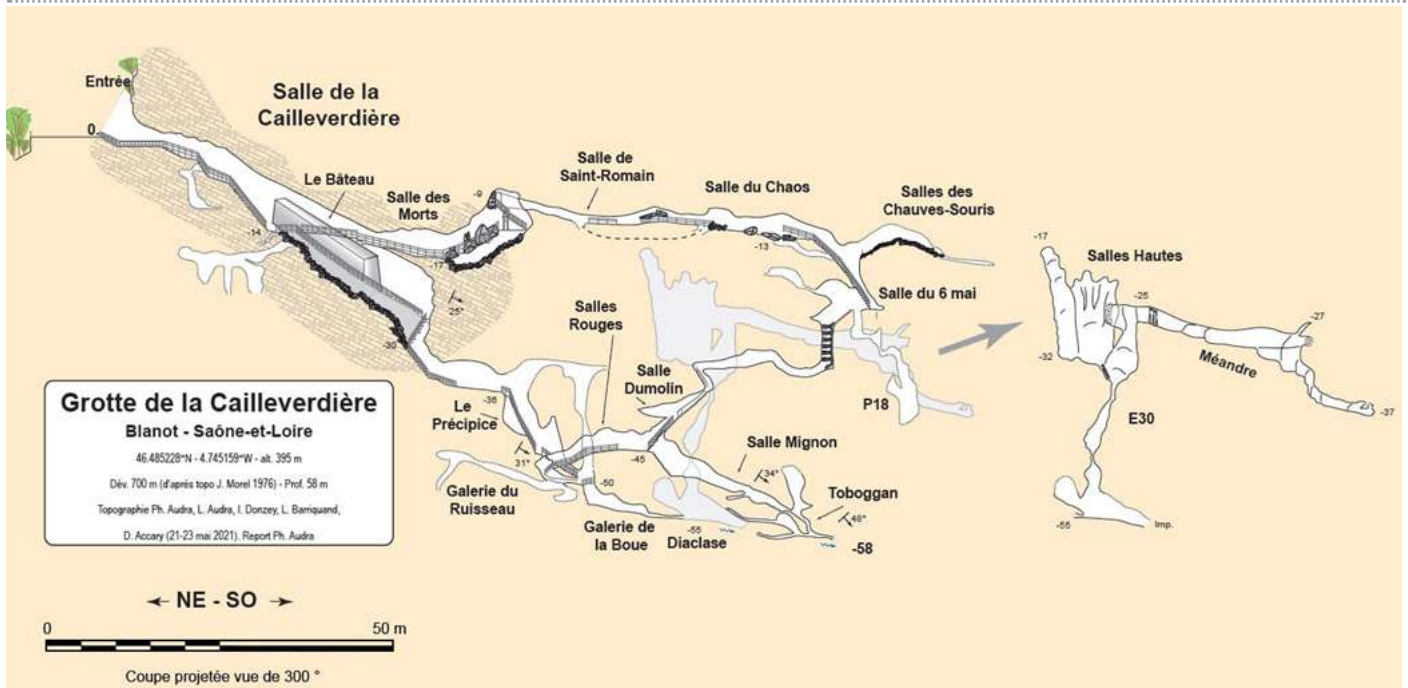 Entrée
0
Salle de la
Cailleverdière
Le Bâteau
Salle des
Morts
-9
Salle de
Saint-Romain
Salle du Chaos
Salles des
Chauves-Souris
-14
-17
-13
25°
-30
Salle du 6 mai
Salles
Rouges
Salle
Dumolin
P18
-17
Salles Hautes
-25
-27
-32
Méandre
-37
E30
-55
Imp.
Le
Précipice
-36
31°
-45
-50
Salle Mignon
34°
Toboggan
48°
Galerie du
Ruisseau
Galerie de
la Boue
-55
Diaclase
-58
Grotte de la Cailleverdière
Blanot - Saône-et-Loire
46.485228°N - 4.745159°W - alt. 395 m
Dév. 700 m (d'après topo J. Morel 1976) - Prof. 58 m
Topographie Ph. Audra, L. Audra, I. Donzey, L. Barriquand,
D. Accary (21-23 mai 2021). Report Ph. Audra
NE - SO
0 50 m
Coupe projetée vue de 300 °